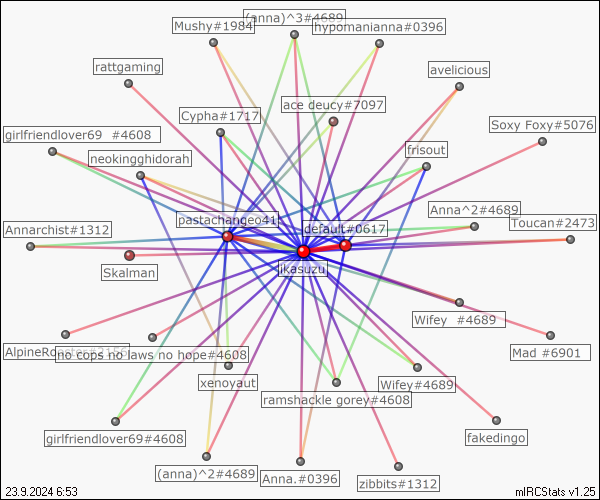 (anna)^3#4689
Mushy#1984
hypomanianna#0396
rattgaming
avelicious
ace deucy#7097
Cypha#1717
Soxy Foxy#5076
girlfriendlover69 #4608
frisout
neokingghidorah
Anna^2#4689
pastachangeo41
Toucan#2473
Annarchist#1312
default#0617
Skalman
ikasuzu
Wifey #4689
no cops no laws no hope#4608
Mad #6901
xenoyaut
Wifey#4689
ramshackle gorey#4608
girlfriendlover69#4608
fakedingo
(anna)^2#4689
Anna.#0396
zibbits#1312
23.9.2024 6:53
mIRCStats v1.25